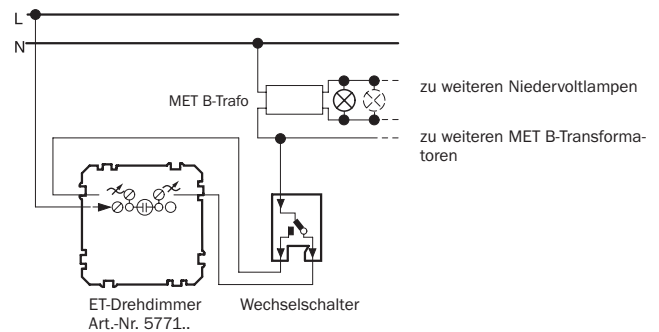 L
N
MET B-Trafo
zu weiteren Niedervoltlampen
zu weiteren MET B-Transforma-
toren
ET-Drehdimmer
Art.-Nr. 5771..
Wechselschalter